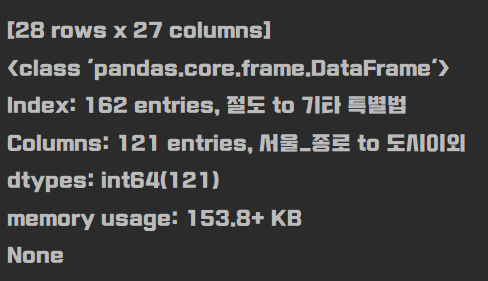 [28 rows x 27 columns]
<class 'pandas.core.frame.DataFrame'>
Index: 162 entries, 절도 to 기타 특별법
Columns: 121 entries, 서울_종로 to 도시이외
dtypes: int64(121)
memory usage: 153.8+ KB
None